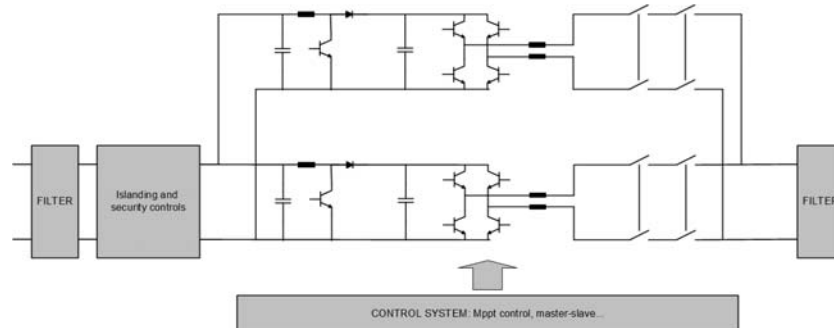 FILTER
Islanding and
security controls
FILTER
CONTROL SYSTEM: Mppt control, master-slave...